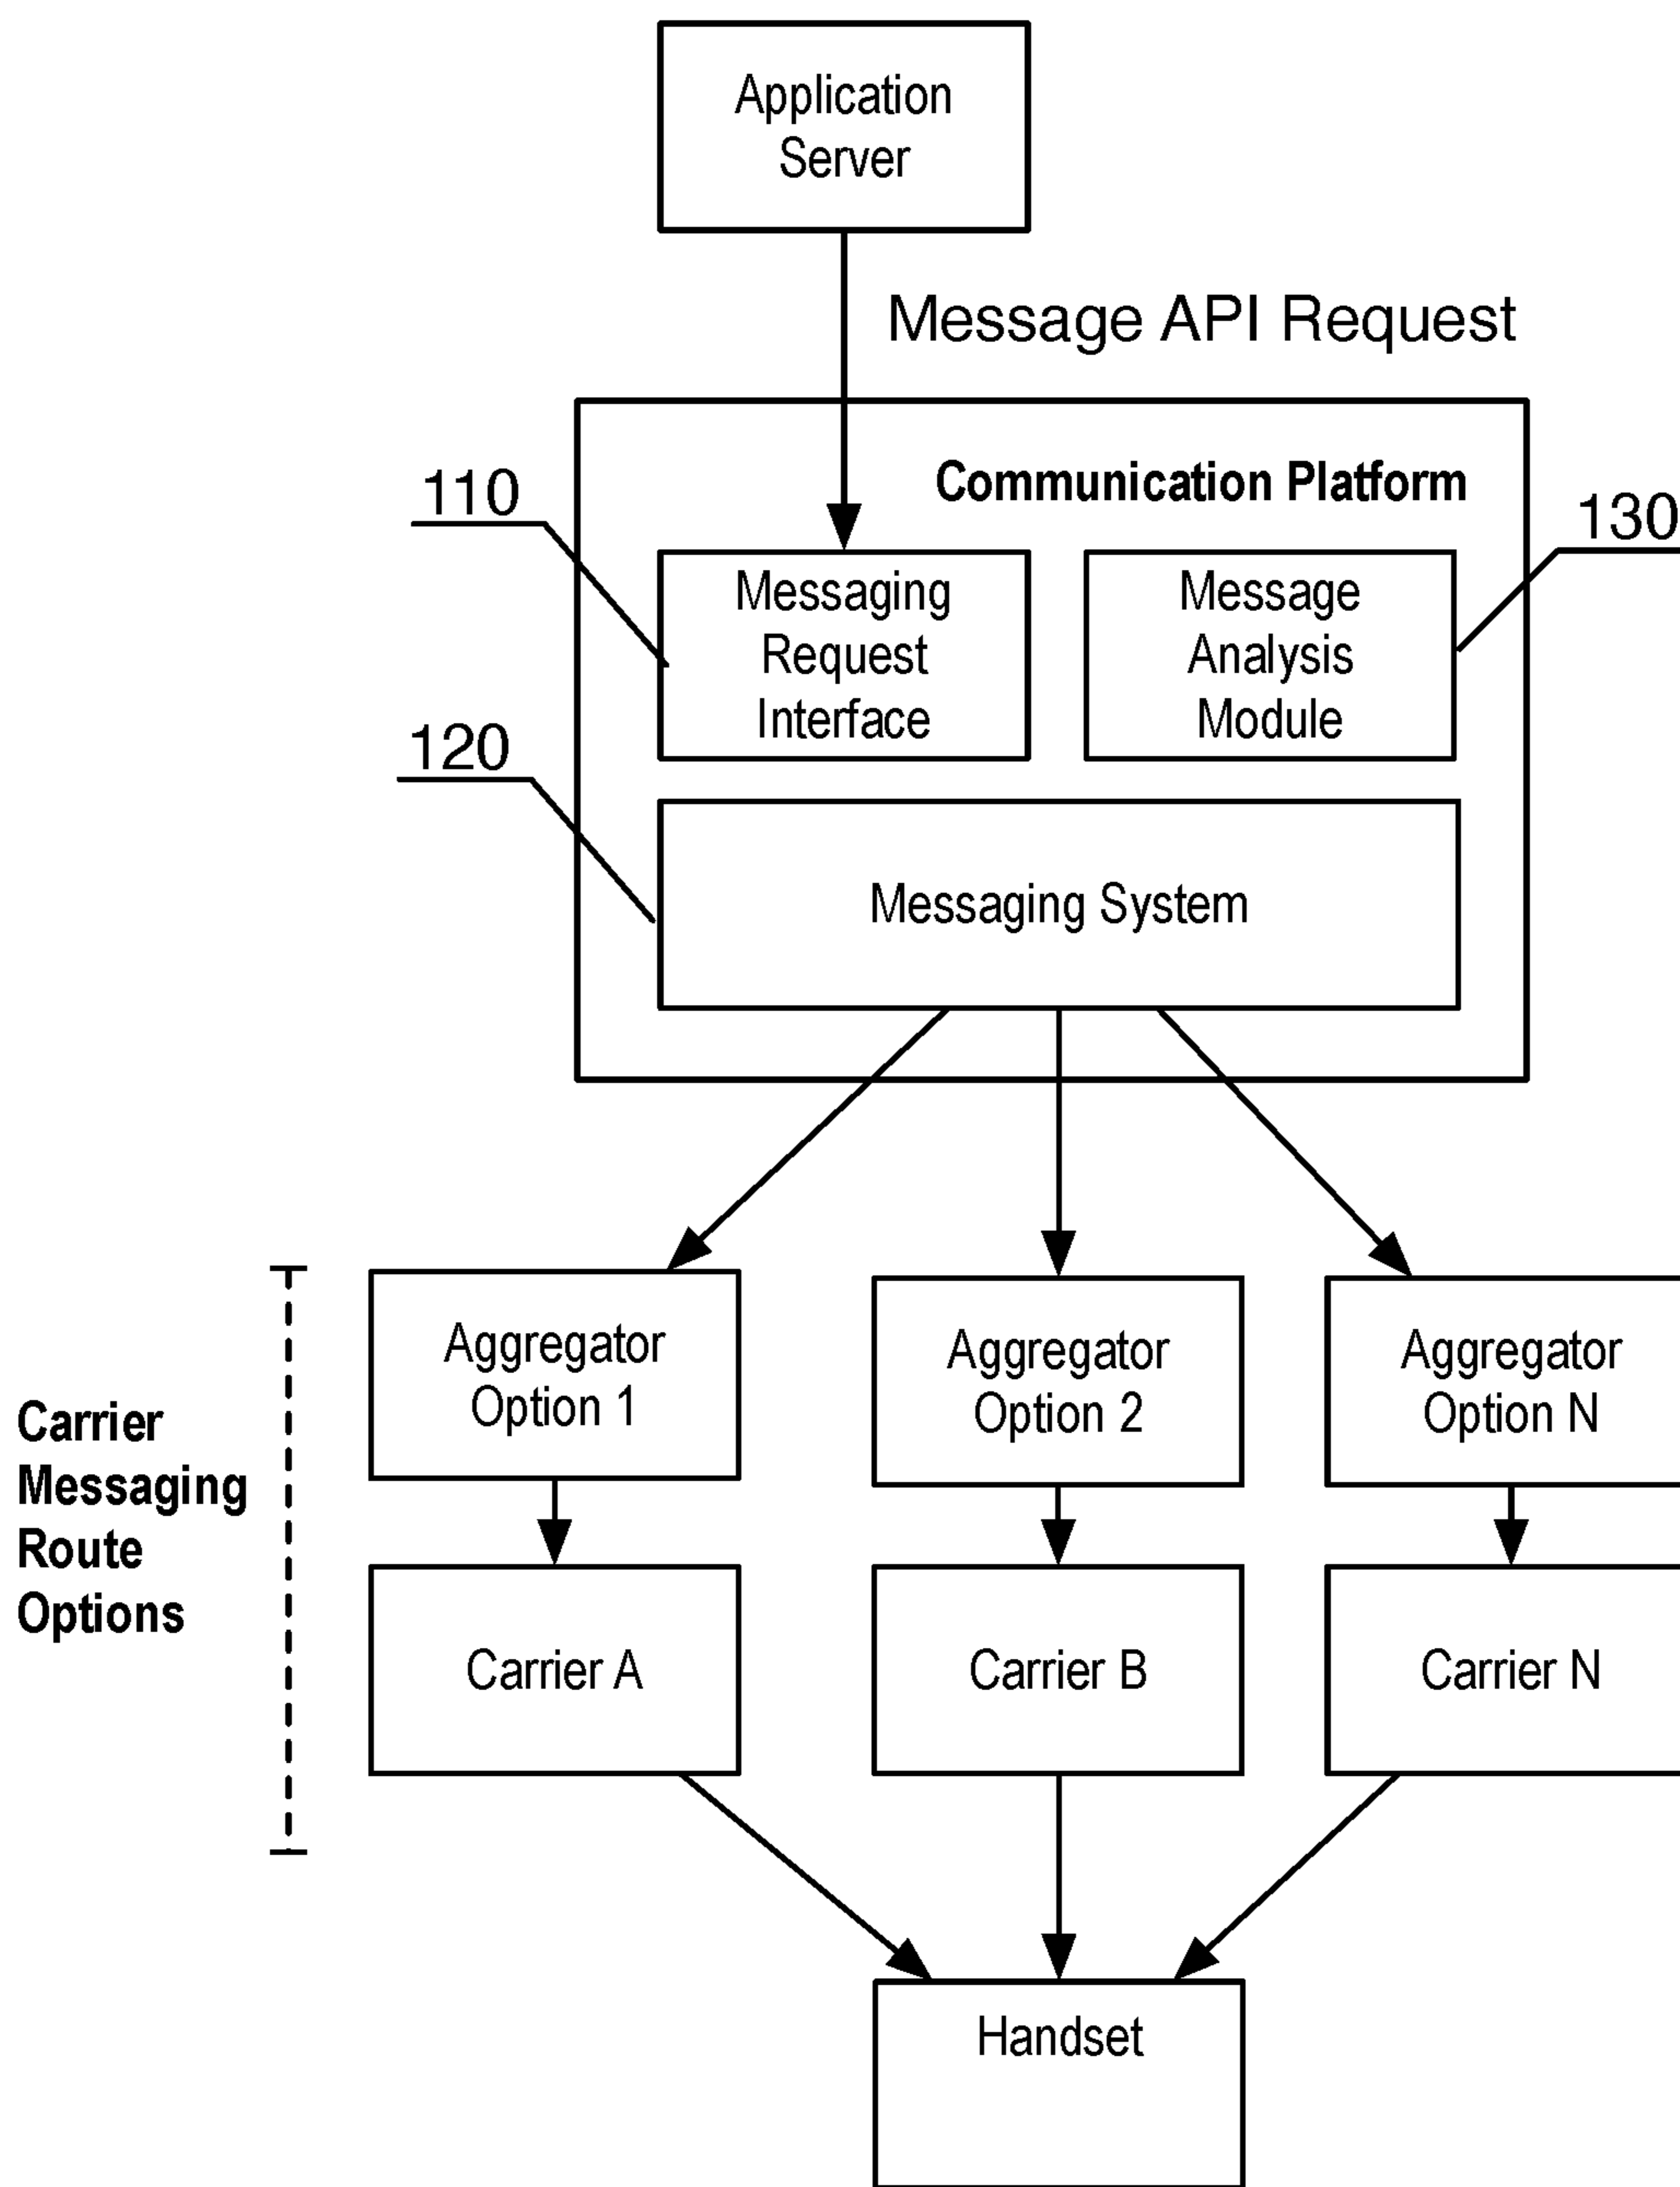 Application
Server
Message API Request
Communication Platform
110
130
Messaging
Request
Interface
Message
Analysis
Module
120
Messaging System
Aggregator
Option 1
Aggregator
Option 2
Aggregator
Option N
Carrier
Messaging
Route
Options
Carrier A
Carrier B
Carrier N
Handset